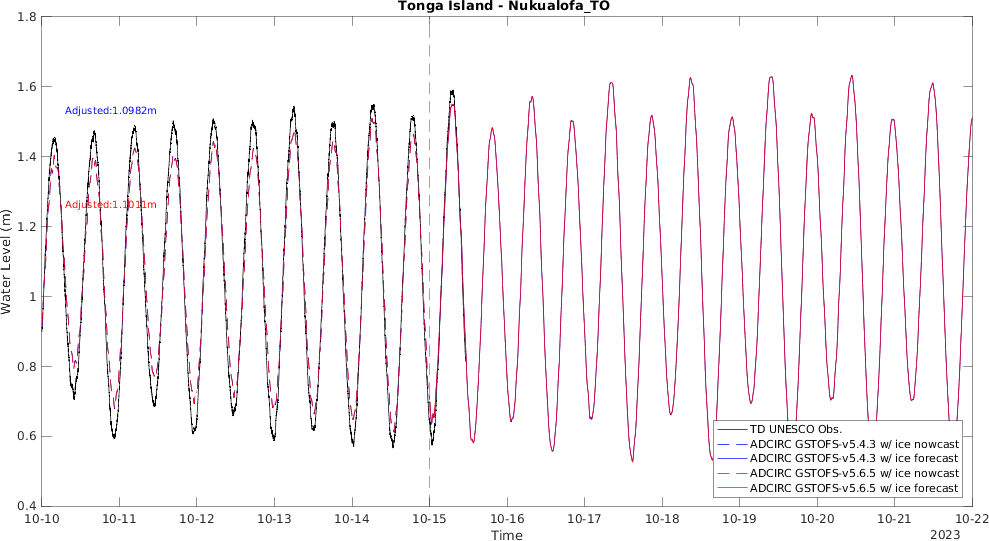 Tonga Island - Nukualofa_TO
1.8
1.6
1.4
1.2
1
0.8
0.6
0.4
Water Level (m)
Adjusted:1.0982m
Adjusted:1.1011m
TD UNESCO Obs.
ADCIRC GSTOFS-v5.4.3 w/ ice nowcast
ADCIRC GSTOFS-v5.4.3 w/ ice forecast
ADCIRC GSTOFS-v5.6.5 w/ ice nowcast
ADCIRC GSTOFS-v5.6.5 w/ ice forecast
10-10 10-11 10-12 10-13 10-14 10-15 10-16 10-17 10-18 10-19 10-20 10-21 10-22
Time
2023